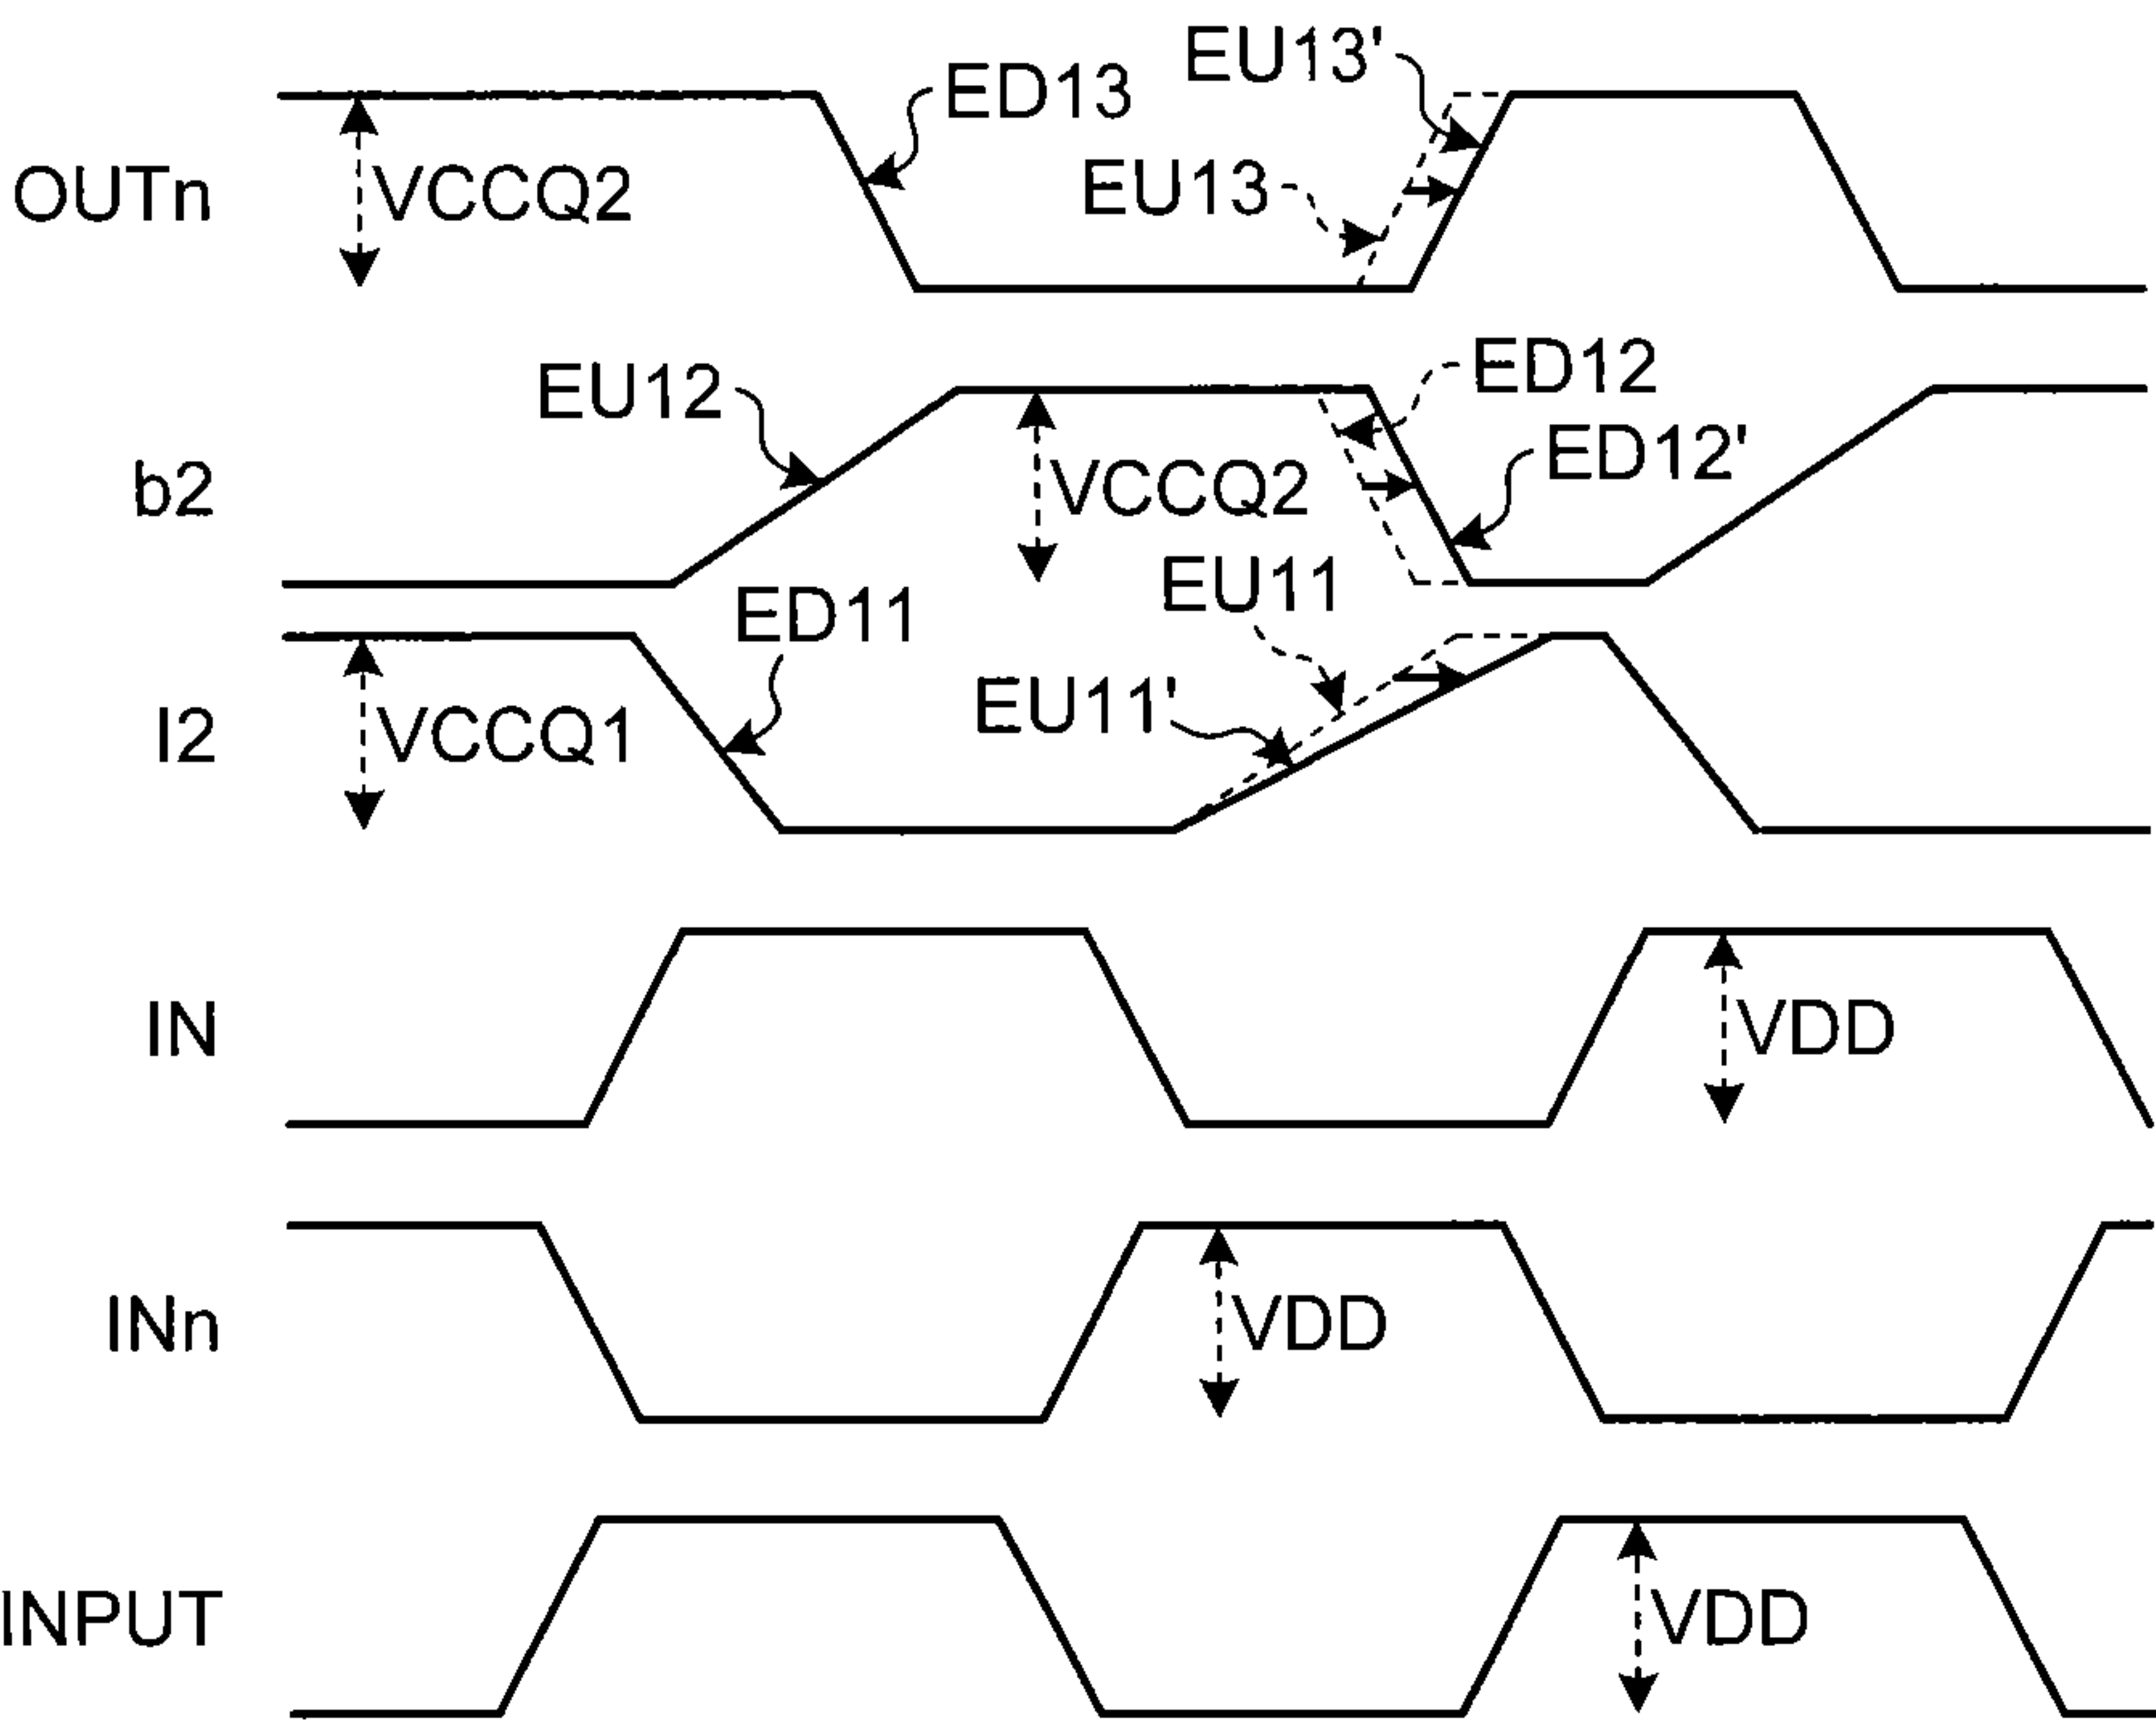 EU13'
ED13
OUTn
VCCQ2
EU13
EU12
ED12
ED12'
b2
VCCQ2
EU11
ED11
EU11'
I2
VCCQ1
IN
VDD
INn
VDD
INPUT
VDD